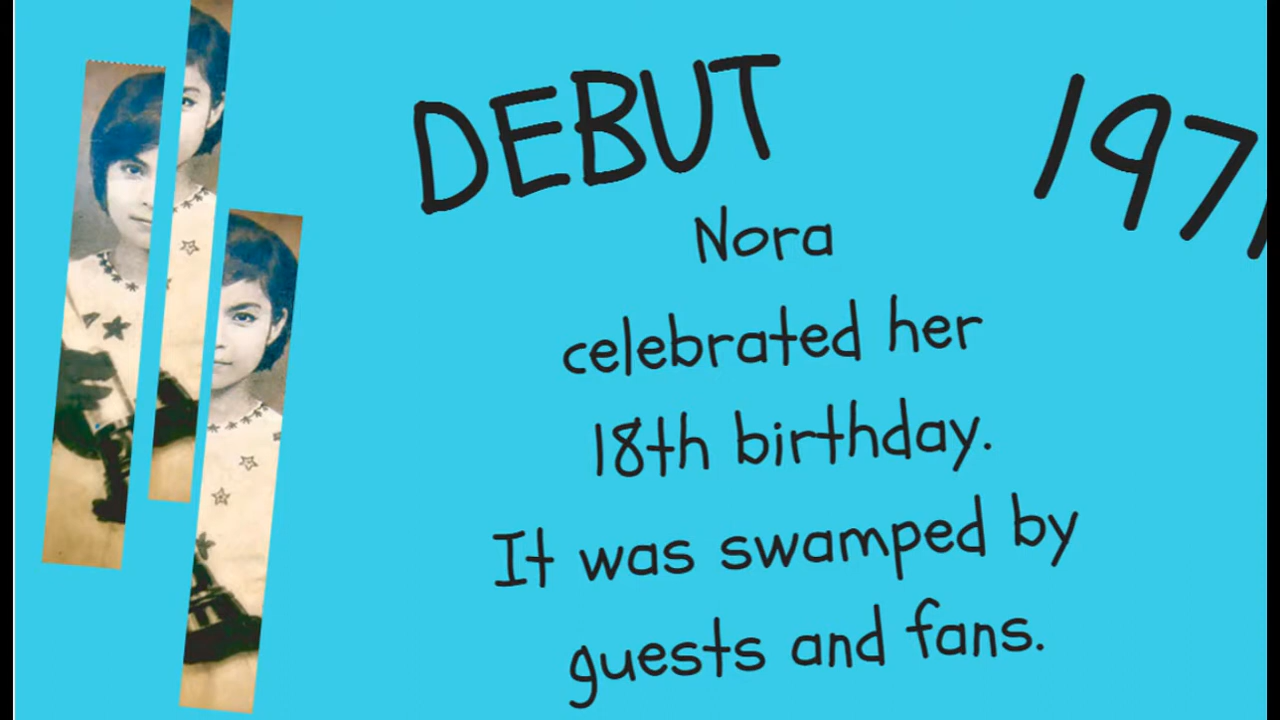 DEBUT
197
Nora
celebrated her
18th birthday.
It was swamped by
guests and fans.